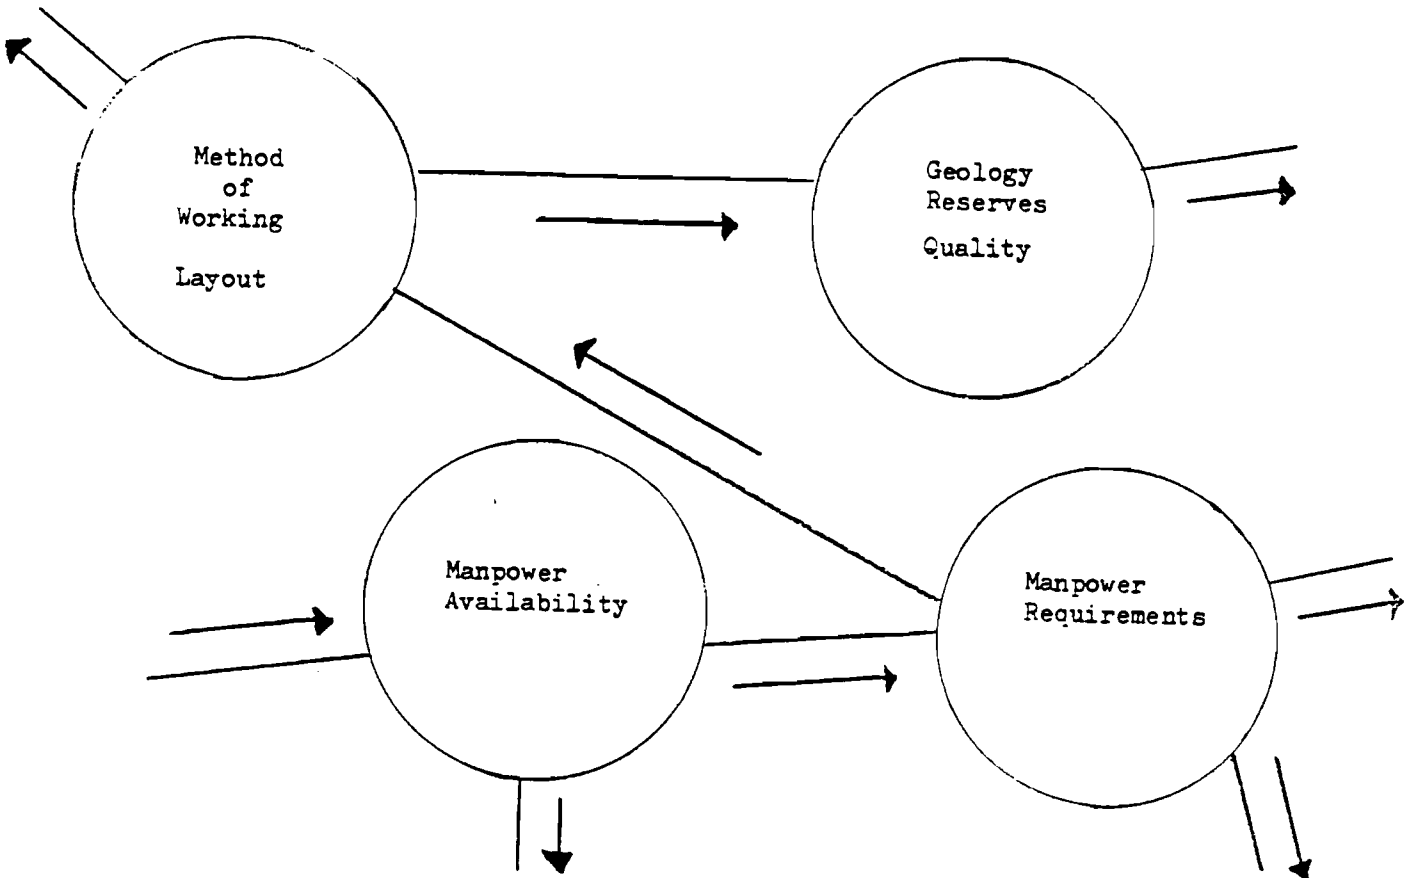 Method
of
Working
Layout
Geology
Reserves
Quality
Manpower
Availability
Manpower
Requirements